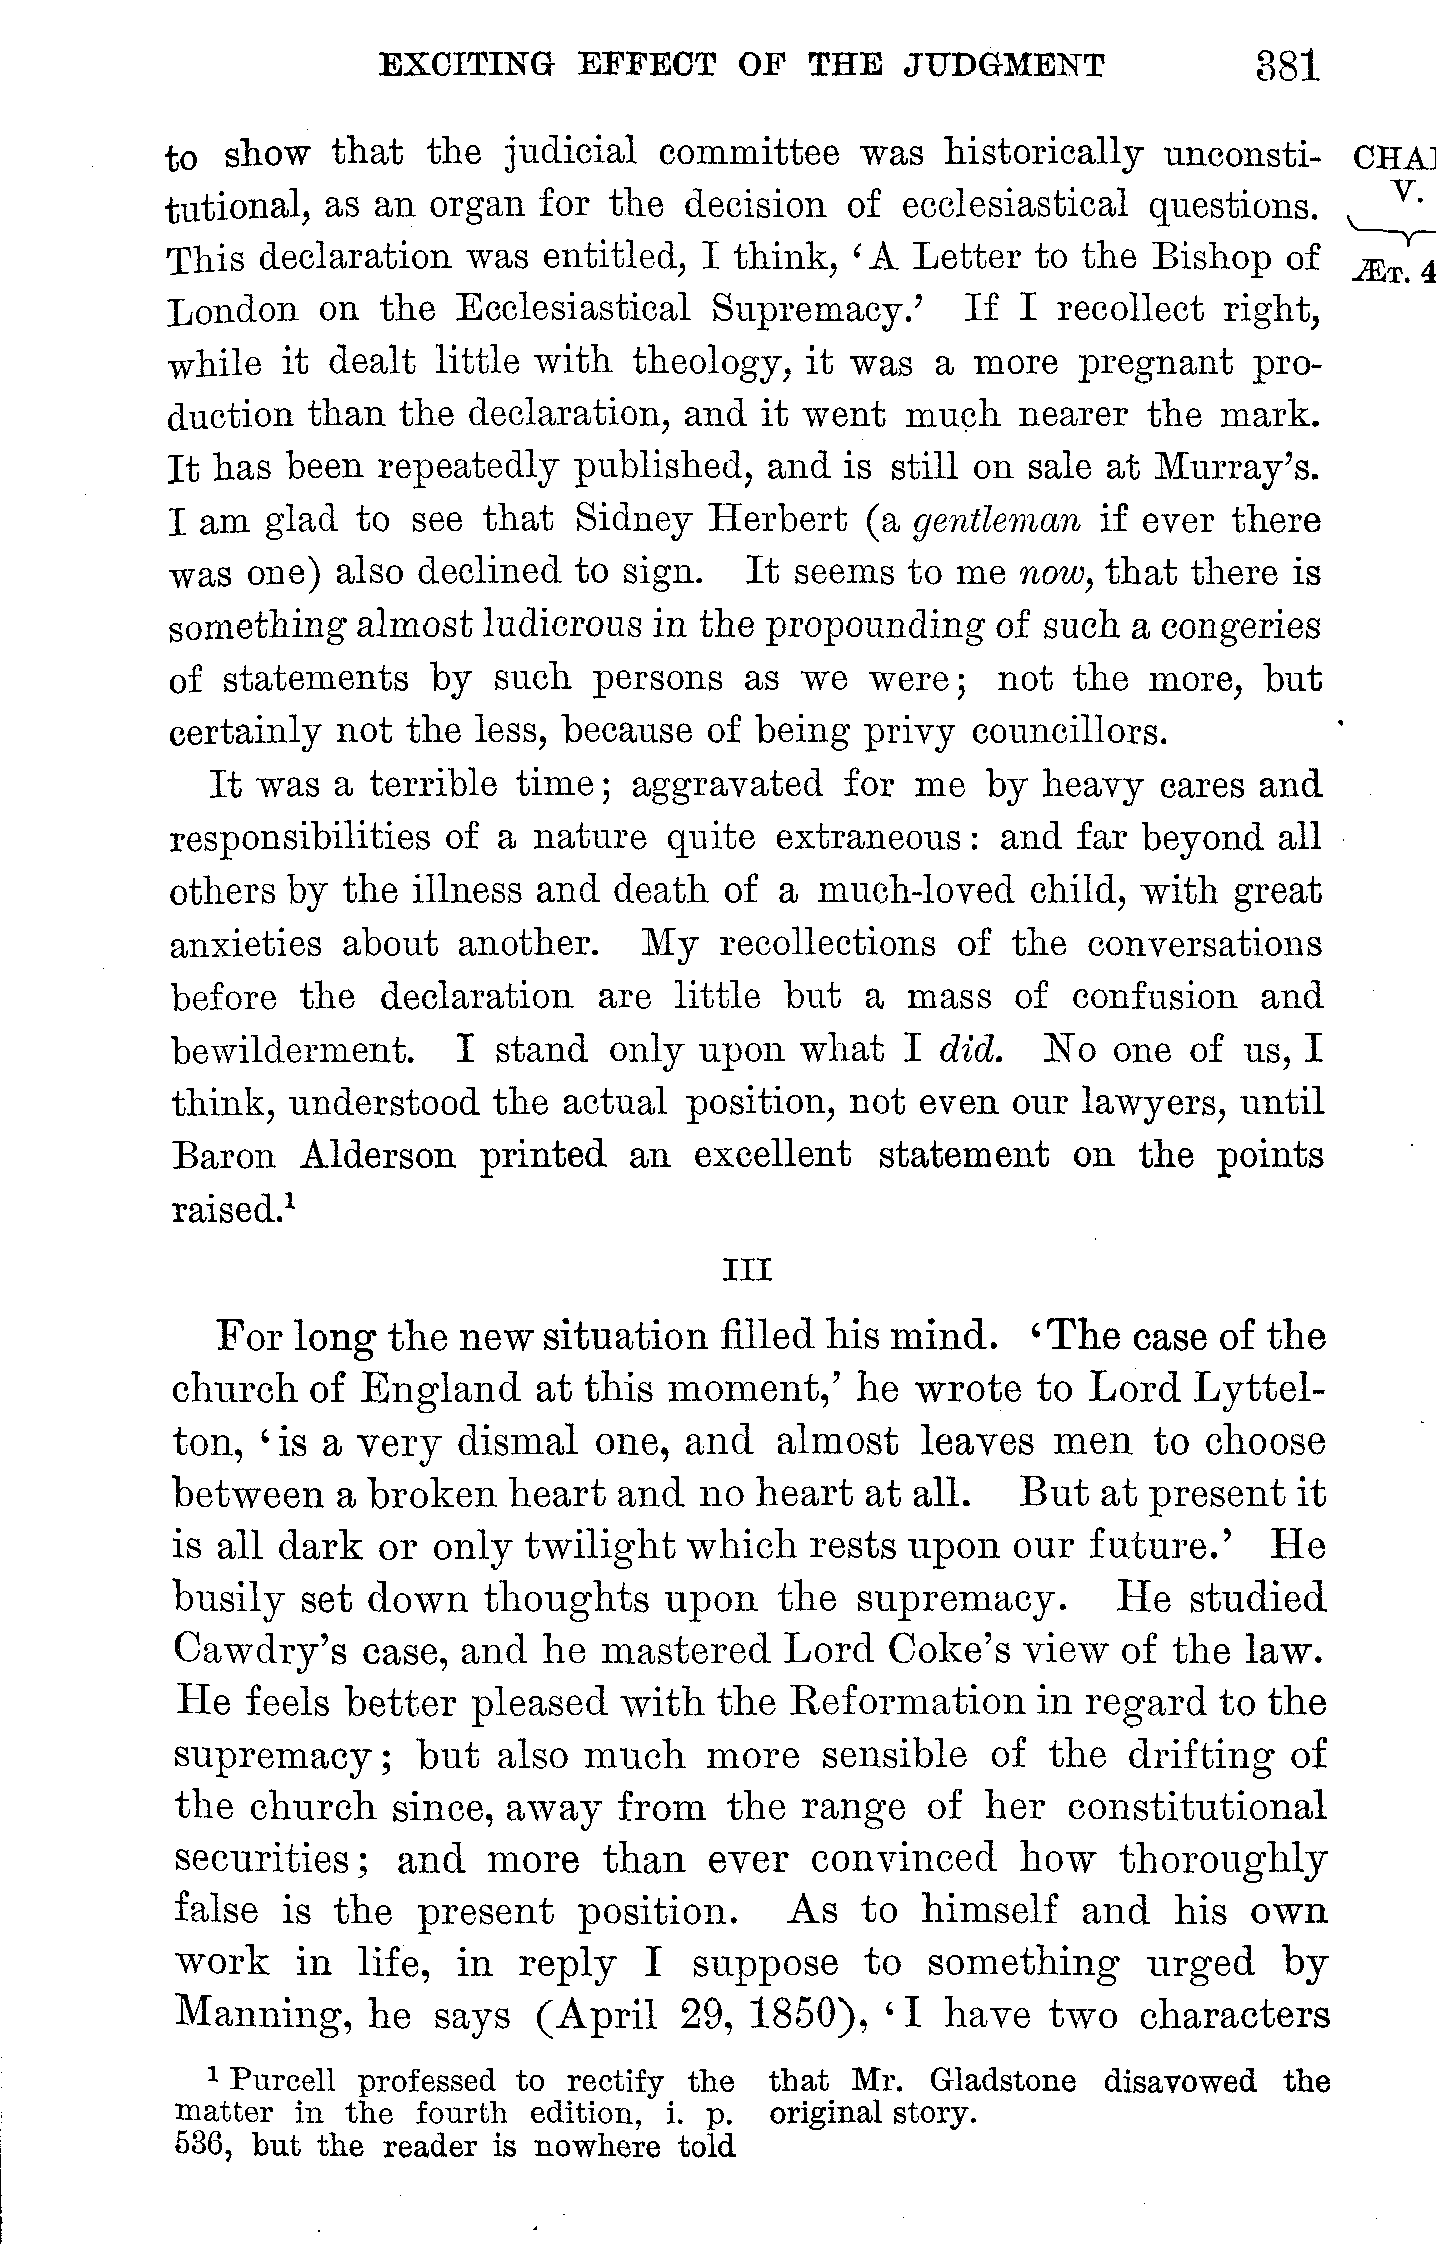 EXCITING EFFECT OF THE JUDGMENT 381
to show that the judicial committee was historically unconsti-
tutional, as an organ for the decision of ecclesiastical questions.
This declaration was entitled, I think, ‘A Letter to the Bishop of
London on the Ecclesiastical Supremacy.’ If I recollect right,
while it dealt little with theology, it was a more pregnant pro-
duction than the declaration, and it went much nearer the mark.
It has been repeatedly published, and is still on sale at Murray’s.
I am glad to see that Sidney Herbert (a gentleman if ever there
was one) also declined to sign. It seems to me now, that there is
something almost ludicrous in the propounding of such a congeries
of statements by such persons as we were; not the more, but
certainly not the less, because of being privy councillors.
It was a terrible time; aggravated for me by heavy cares and
responsibilities of a nature quite extraneous: and far beyond all
others by the illness and death of a much-loved child, with great
anxieties about another. My recollections of the conversations
before the declaration are little but a mass of confusion and
bewilderment. I stand only upon what I did. No one of us, I
think, understood the actual position, not even our lawyers, until
Baron Alderson printed an excellent statement on the points
raised.¹
CHA
V.
ÆT. 4
III
For long the new situation filled his mind. ‘The case of the
church of England at this moment,’ he wrote to Lord Lyttel-
ton, ‘is a very dismal one, and almost leaves men to choose
between a broken heart and no heart at all. But at present it
is all dark or only twilight which rests upon our future.’ He
busily set down thoughts upon the supremacy. He studied
Cawdry’s case, and he mastered Lord Coke’s view of the law.
He feels better pleased with the Reformation in regard to the
supremacy; but also much more sensible of the drifting of
the church since, away from the range of her constitutional
securities; and more than ever convinced how thoroughly
false is the present position. As to himself and his own
work in life, in reply I suppose to something urged by
Manning, he says (April 29, 1850), ‘I have two characters
¹ Purcell professed to rectify the
matter in the fourth edition, i. p.
536, but the reader is nowhere told
that Mr. Gladstone disavowed the
original story.